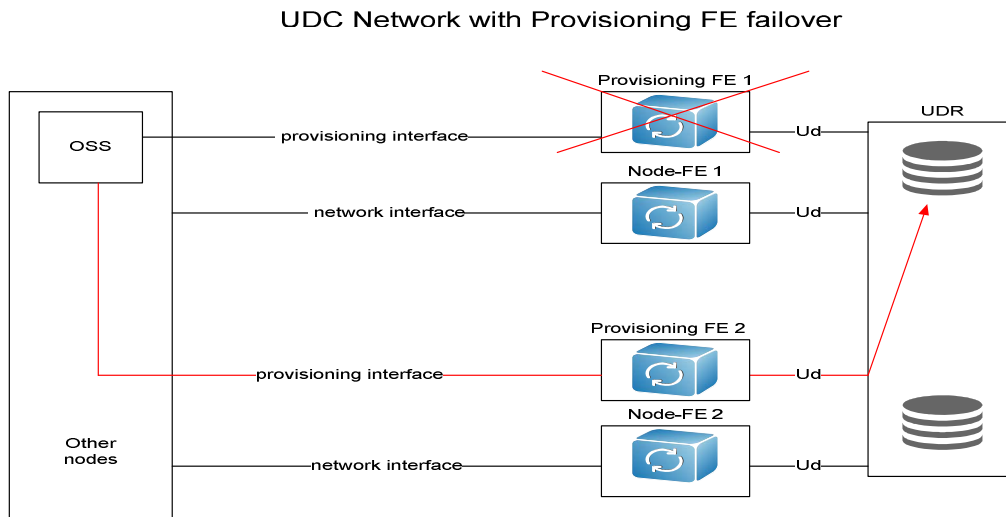 UDC Network with Provisioning FE failover
Provisioning FE 1
UDR
OSS
provisioning interface
Ud
Node-FE 1
network interface
Ud
Provisioning FE 2
provisioning interface
Ud
Node-FE 2
Other
nodes
network interface
Ud